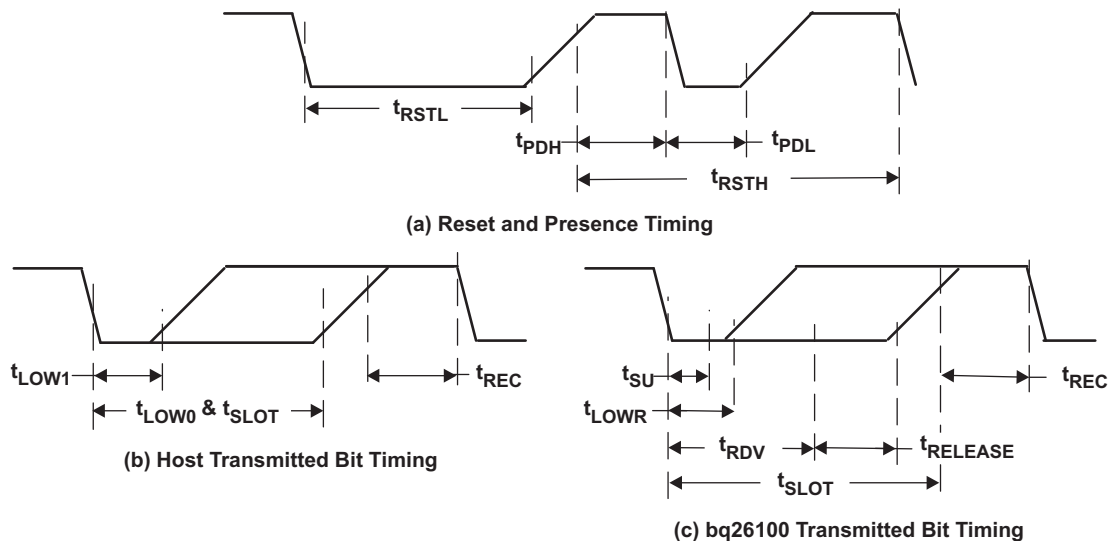 tRSTL
tPDH
tPDL
tRSTH
(a) Reset and Presence Timing
tLOW1
tREC
tLOW0 & tSLOT
(b) Host Transmitted Bit Timing
tSU
tREC
tLOWR
tRDV
tRELEASE
tSLOT
(c) bq26100 Transmitted Bit Timing